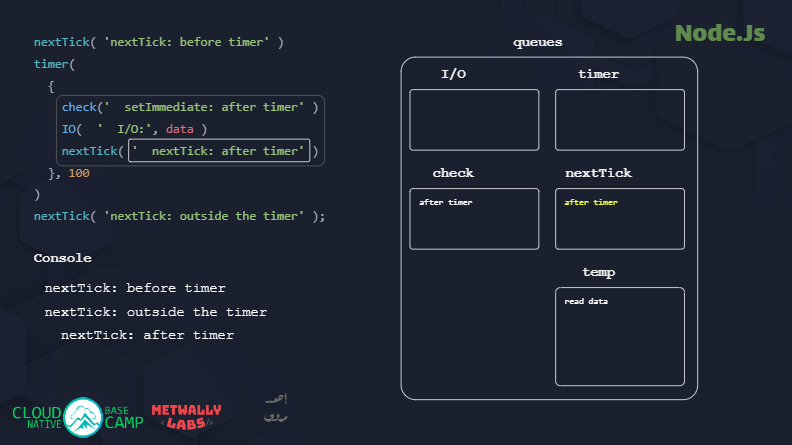 Node.Js
nextTick( 'nextTick: before timer' )
timer(
{
check('  setImmediate: after timer' )
IO(  '  I/O:', data )
nextTick( '  nextTick: after timer' )
}, 100
)
nextTick( 'nextTick: outside the timer' );
Console
nextTick: before timer
nextTick: outside the timer
nextTick: after timer
queues
I/O
timer
check
nextTick
after timer
after timer
temp
read data
CLOUD NATIVE BASE CAMP
METWALLY
<LABS/>
أحمد